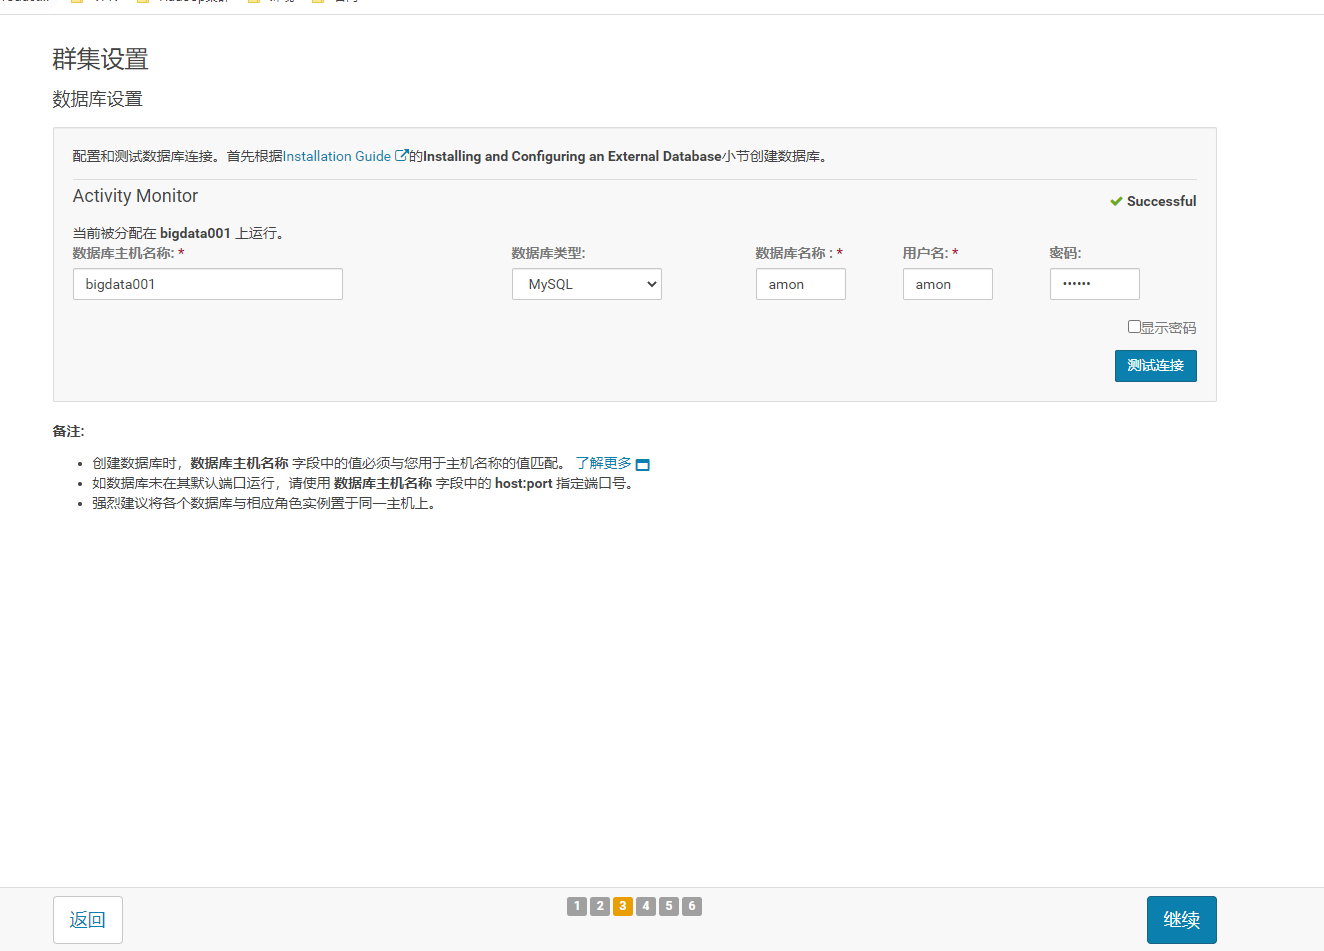 群集设置
数据库设置
配置和测试数据库连接。首先根据Installation Guide 的Installing and Configuring an External Database小节创建数据库。
Activity Monitor
Successful
当前被分配在 bigdata001 上运行。
数据库主机名称: * 数据库类型: 数据库名称 : * 用户名: * 密码:
bigdata001 MySQL amon amon ••••••
显示密码
测试连接
备注:
• 创建数据库时，数据库主机名称 字段中的值必须与您用于主机名称的值匹配。 了解更多
• 如数据库未在其默认端口运行，请使用 数据库主机名称 字段中的 host:port 指定端口号。
• 强烈建议将各个数据库与相应角色实例置于同一主机上。
返回 1 2 3 4 5 6 继续